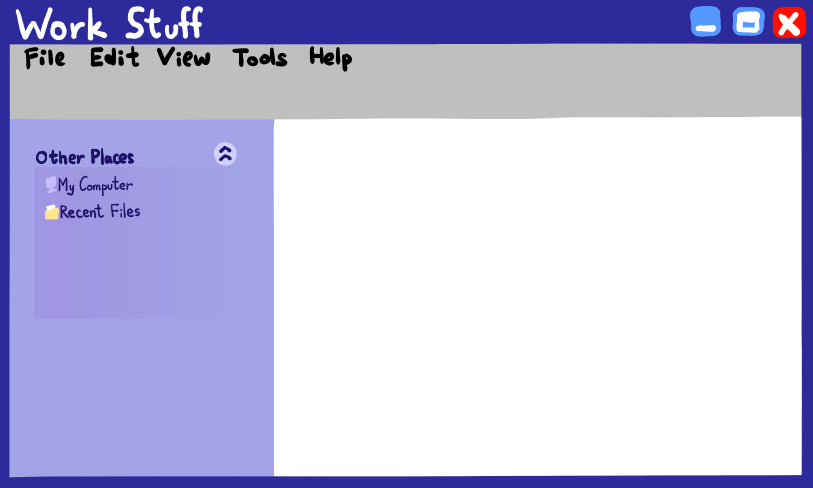 Work Stuff
File Edit View Tools Help
Other Places
My Computer
Recent Files